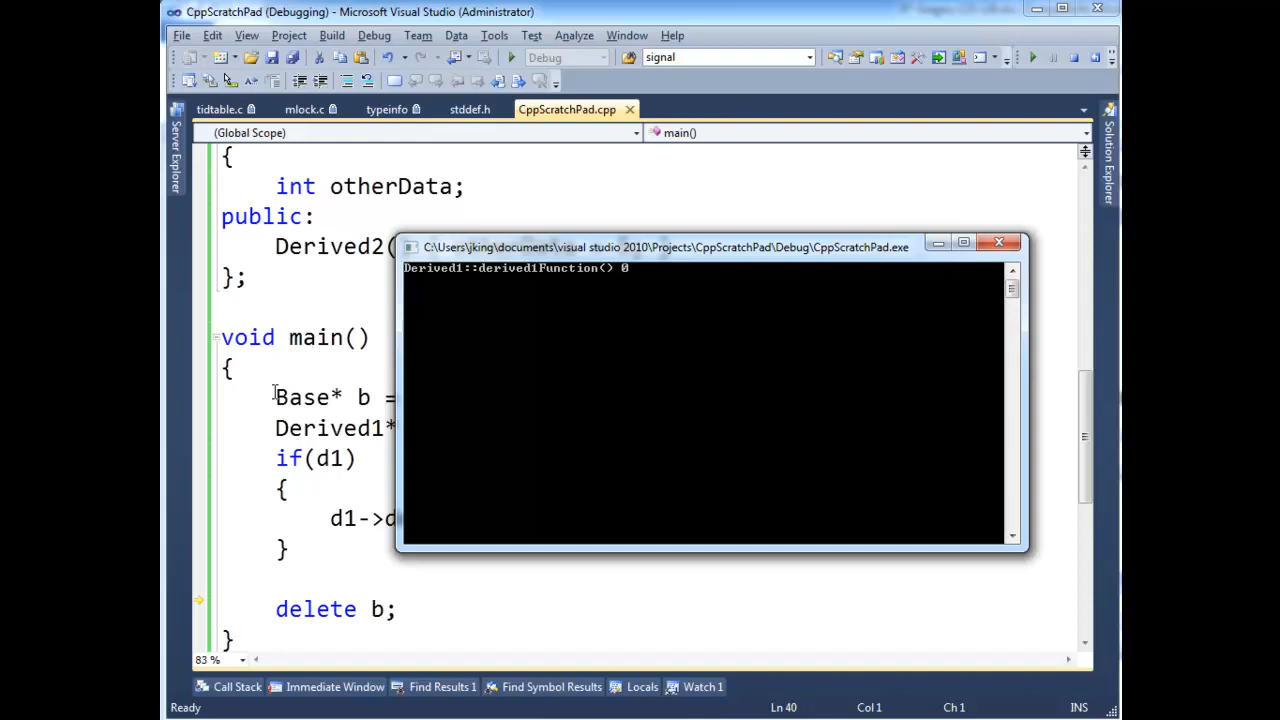 CppScratchPad (Debugging) - Microsoft Visual Studio (Administrator)
File Edit View Project Build Debug Team Data Tools Test Analyze Window Help
Debug signal
tidtable.c mlock.c typeinfo stddef.h CppScratchPad.cpp
(Global Scope) main()
Server Explorer
Solution Explorer
{
int otherData;
public:
Derived2(
};
C:\Users\jking\documents\visual studio 2010\Projects\CppScratchPad\Debug\CppScratchPad.exe
Derived1::derived1Function() 0
void main()
{
Base* b =
Derived1*
if(d1)
{
d1->d
}
delete b;
}
83 %
Call Stack Immediate Window Find Results 1 Find Symbol Results Locals Watch 1
Ready Ln 40 Col 1 Ch 1 INS